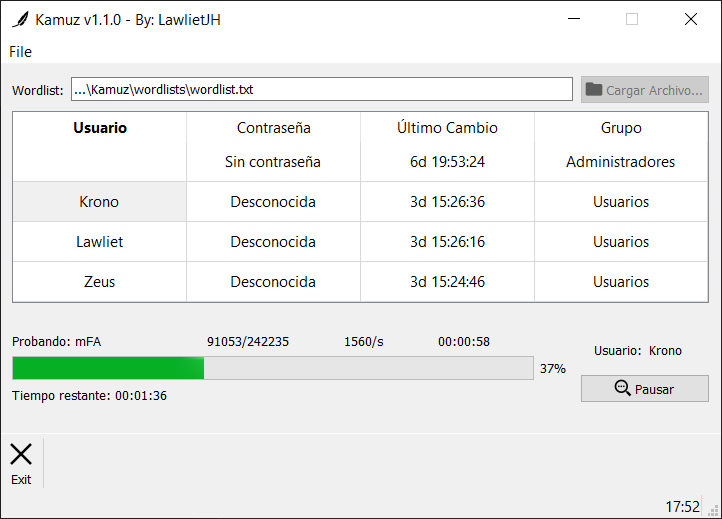 Kamuz v1.1.0 - By: LawlietJH
File
Wordlist: ...\Kamuz\wordlists\wordlist.txt Cargar Archivo...
Usuario Contraseña Último Cambio Grupo
Sin contraseña 6d 19:53:24 Administradores
Krono Desconocida 3d 15:26:36 Usuarios
Lawliet Desconocida 3d 15:26:16 Usuarios
Zeus Desconocida 3d 15:24:46 Usuarios
Probando: mFA 91053/242235 1560/s 00:00:58
Usuario: Krono
37%
Pausar
Tiempo restante: 00:01:36
Exit
17:52